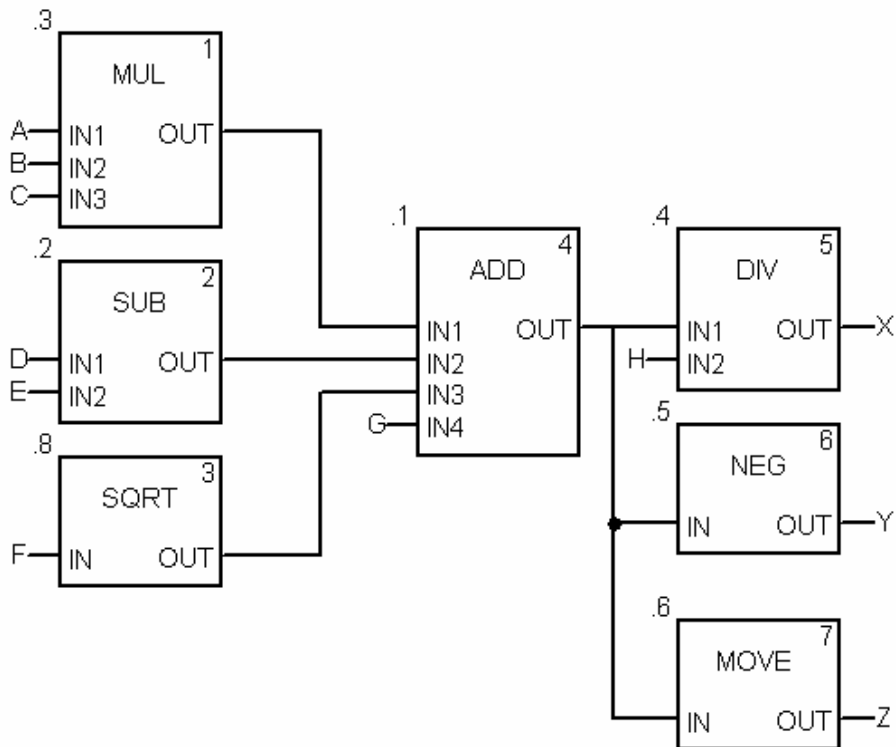 .3
1
MUL
A
IN1
OUT
B
IN2
C
IN3
.2
2
SUB
D
IN1
OUT
E
IN2
.8
3
SQRT
F
IN
OUT
.1
4
ADD
IN1
OUT
IN2
IN3
G
IN4
.4
5
DIV
IN1
OUT
X
H
IN2
.5
6
NEG
IN
OUT
Y
.6
7
MOVE
IN
OUT
Z